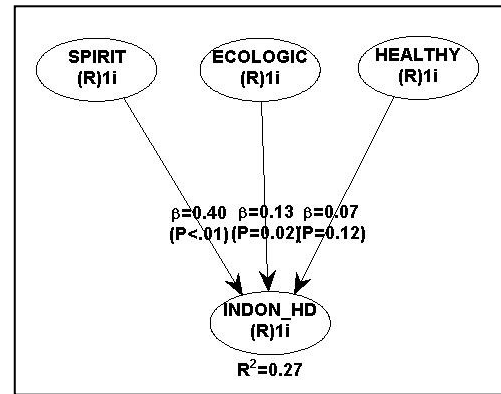 SPIRIT
(R)1i
ECOLOGIC
(R)1i
HEALTHY
(R)1i
β=0.40
(P<.01)
β=0.13
(P=0.02)
β=0.07
(P=0.12)
INDON_HD
(R)1i
R²=0.27